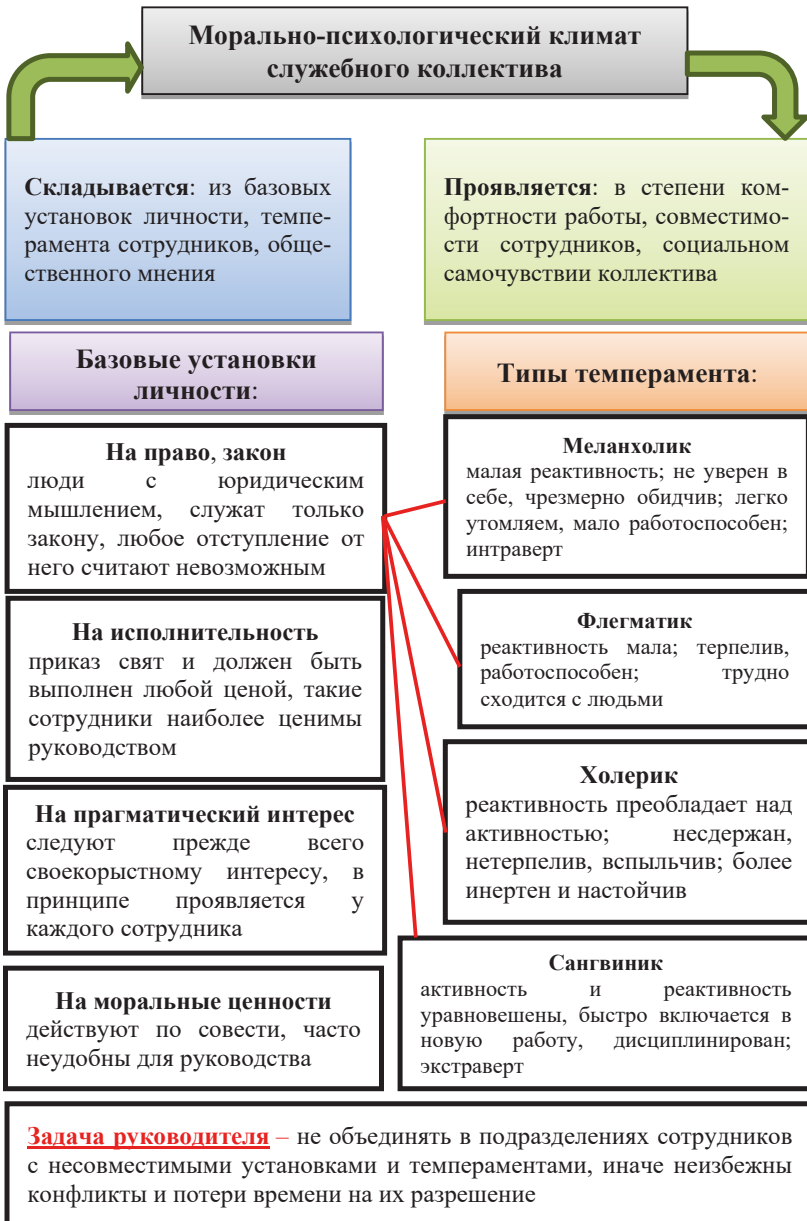 Морально-психологический климат
служебного коллектива
Складывается: из базовых
установок личности, темпе-
рамента сотрудников, обще-
ственного мнения
Проявляется: в степени ком-
фортности работы, совместимо-
сти сотрудников, социальном
самочувствии коллектива
Базовые установки
личности:
На право, закон
люди с юридическим
мышлением, служат только
закону, любое отступление от
него считают невозможным
На исполнительность
приказ свят и должен быть
выполнен любой ценой, такие
сотрудники наиболее ценимы
руководством
На прагматический интерес
следуют прежде всего
своекорыстному интересу, в
принципе проявляется у
каждого сотрудника
На моральные ценности
действуют по совести, часто
неудобны для руководства
Типы темперамента:
Меланхолик
малая реактивность; не уверен в
себе, чрезмерно обидчив; легко
утомляем, мало работоспособен;
интраверт
Флегматик
реактивность мала; терпелив,
работоспособен; трудно
сходится с людьми
Холерик
реактивность преобладает над
активностью; несдержан,
нетерпелив, вспыльчив; более
инертен и настойчив
Сангвиник
активность и реактивность
уравновешены, быстро включается в
новую работу, дисциплинирован;
экстраверт
Задача руководителя – не объединять в подразделениях сотрудников
с несовместимыми установками и темпераментами, иначе неизбежны
конфликты и потери времени на их разрешение